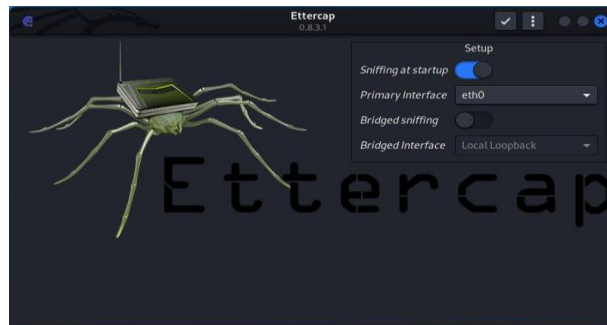 Ettercap
0.8.3.1
Setup
Sniffing at startup
Primary Interface eth0
Bridged sniffing
Bridged Interface Local Loopback
Ettercap